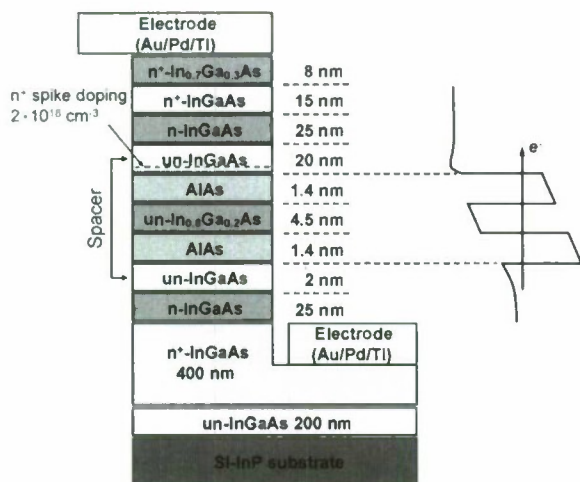 Electrode
(Au/Pd/Ti)
n⁺-In₀.₇Ga₀.₃As 8 nm
n⁺ spike doping
2 · 10¹⁸ cm⁻³
n⁺-InGaAs 15 nm
n-InGaAs 25 nm
un-InGaAs 20 nm
e⁻
AlAs 1.4 nm
Spacer
un-In₀.₈Ga₀.₂As 4.5 nm
AlAs 1.4 nm
un-InGaAs 2 nm
n-InGaAs 25 nm
Electrode
(Au/Pd/Ti)
n⁺-InGaAs
400 nm
un-InGaAs 200 nm
SI-InP substrate